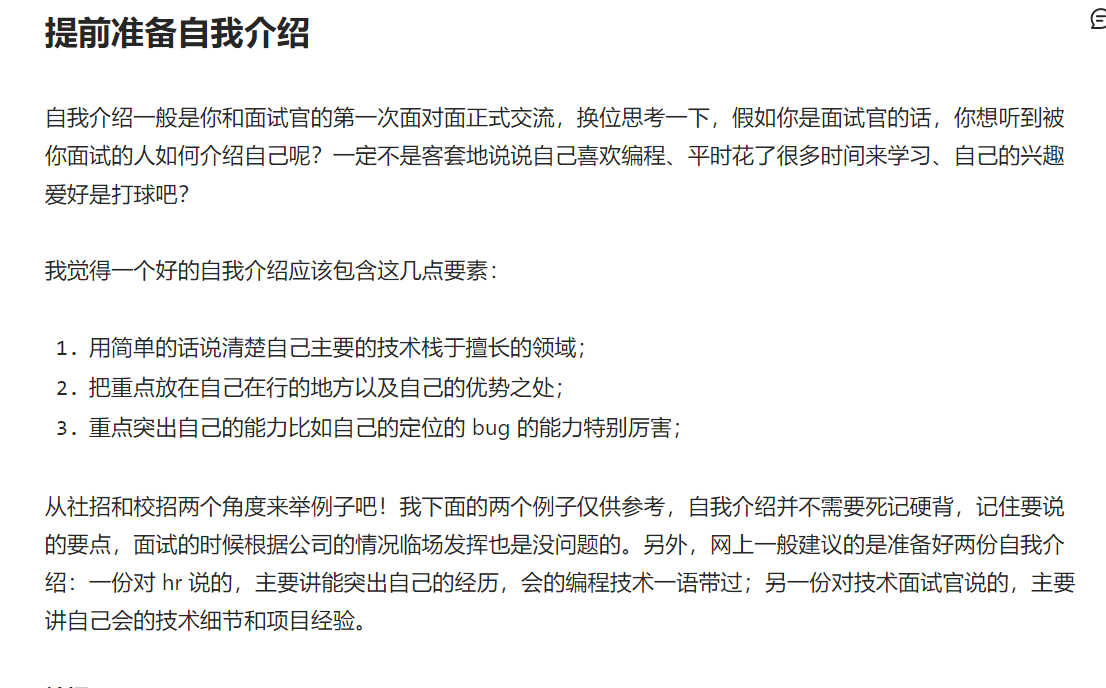 提前准备自我介绍
自我介绍一般是你和面试官的第一次面对面正式交流，换位思考一下，假如你是面试官的话，你想听到被
你面试的人如何介绍自己呢？一定不是客套地说说自己喜欢编程、平时花了很多时间来学习、自己的兴趣
爱好是打球吧？
我觉得一个好的自我介绍应该包含这几点要素：
1. 用简单的话说清楚自己主要的技术栈于擅长的领域；
2. 把重点放在自己在行的地方以及自己的优势之处；
3. 重点突出自己的能力比如自己的定位的 bug 的能力特别厉害；
从社招和校招两个角度来举例子吧！我下面的两个例子仅供参考，自我介绍并不需要死记硬背，记住要说
的要点，面试的时候根据公司的情况临场发挥也是没问题的。另外，网上一般建议的是准备好两份自我介
绍：一份对 hr 说的，主要讲能突出自己的经历，会的编程技术一语带过；另一份对技术面试官说的，主要
讲自己会的技术细节和项目经验。